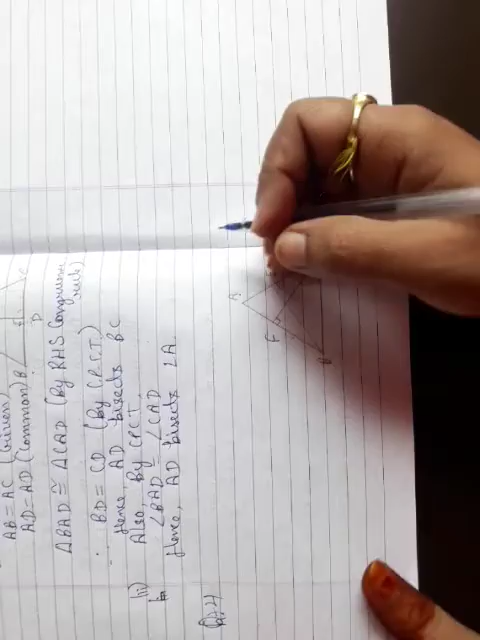 AB = AC (Given)
AD = AD (Common)
ΔBAD ≅ ΔCAD (By RHS Congruence rule)
∴ BD = CD (By C.P.C.T.)
Hence, AD bisects BC
ii) Also, By CPCT,
∠BAD = ∠CAD
Hence, AD bisects ∠A.
B
D
C
A
F
B